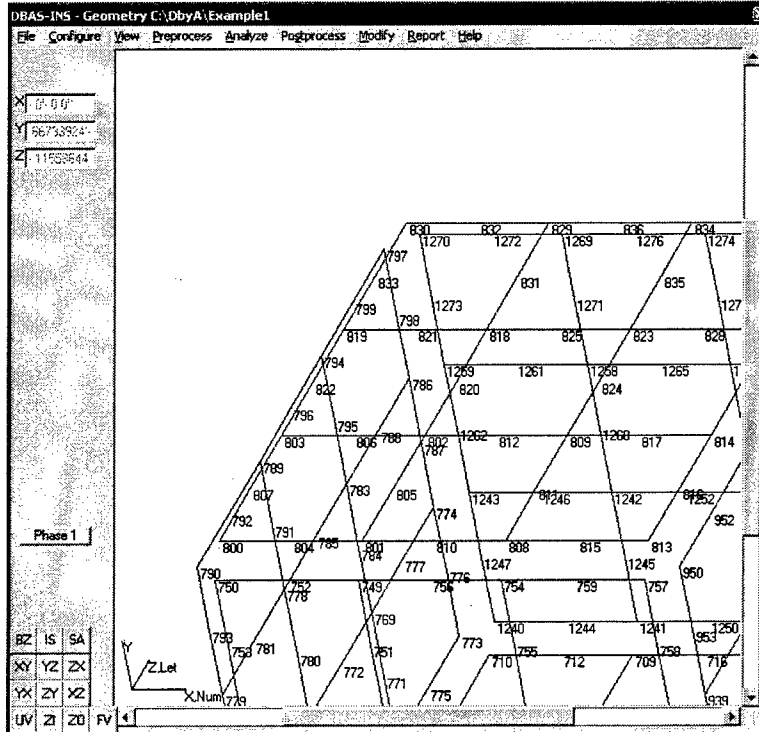 DBAS-INS - Geometry C:\DbyA\Example1
File Configure View Preprocess Analyze Postprocess Modify Report Help
X
Y
Z
830 832 829 836 834
1270 1272 1269 1276 1274
797
833 831 835
799 1273 1271
798
819 821 818 825 823 828
794
1259 1261 1258 1265
786
822 820 824
796
795
803 806 788 802 1262 812 809 1260 817 814
787
789
807 783 805 1243 811 1246 1242 1252
792 774 952
791
800 804 785 801 810 808 815 813
784
790 777 1247 1245 950
750 752 749 776 756 754 759 757
778
769
793 773 1240 1244 1241 1250
753 781 751 755 758 953
780 710 712 709 716
772
779 771 775 939
Phase 1
BZ IS SA
XY YZ ZX
YX ZY XZ
UV ZI ZO FV
Y
Z,Let
X,Num